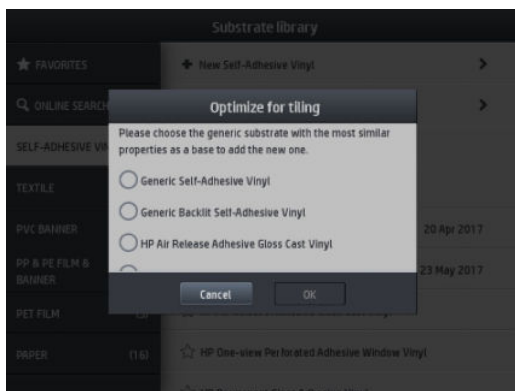 Substrate library
FAVORITES
New Self-Adhesive Vinyl
ONLINE SEARCH
Optimize for tiling
SELF-ADHESIVE VIN
Please choose the generic substrate with the most similar
properties as a base to add the new one.
Generic Self-Adhesive Vinyl
TEXTILE
Generic Backlit Self-Adhesive Vinyl
PVC BANNER
20 Apr 2017
HP Air Release Adhesive Gloss Cast Vinyl
PP & PE FILM &
BANNER
23 May 2017
Cancel
OK
PET FILM
PAPER (16)
HP One-view Perforated Adhesive Window Vinyl